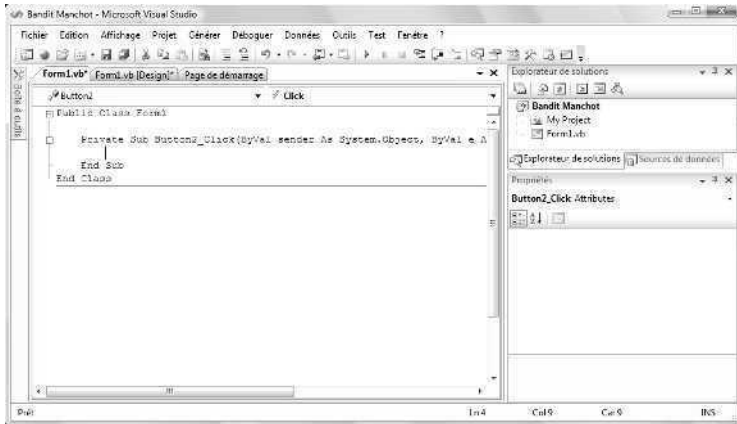 Bandit Manchot - Microsoft Visual Studio
Fichier Edition Affichage Projet Générer Déboguer Données Outils Test Fenêtre ?
Form1.vb* Form1.vb [Design]* Page de démarrage
Boîte à outils
Button2 Click
Public Class Form1
Private Sub Button2_Click(ByVal sender As System.Object, ByVal e A
End Sub
End Class
Explorateur de solutions
Bandit Manchot
My Project
Form1.vb
Explorateur de solutions Sources de données
Propriétés
Button2_Click Attributes
Prêt Ln 4 Col 9 Car 9 INS